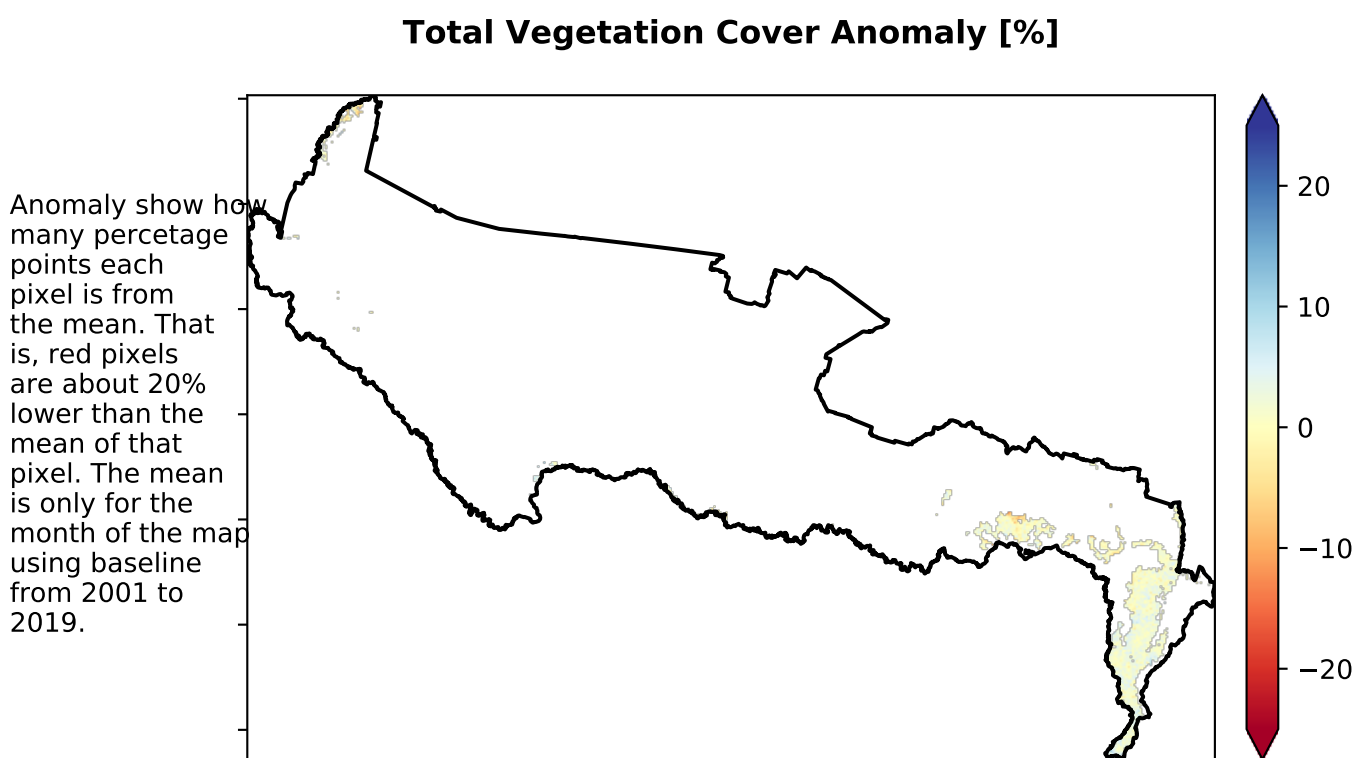 Total Vegetation Cover Anomaly [%]
Anomaly show how
many percetage
points each
pixel is from
the mean. That
is, red pixels
are about 20%
lower than the
mean of that
pixel. The mean
is only for the
month of the map
using baseline
from 2001 to
2019.
20
10
0
−10
−20